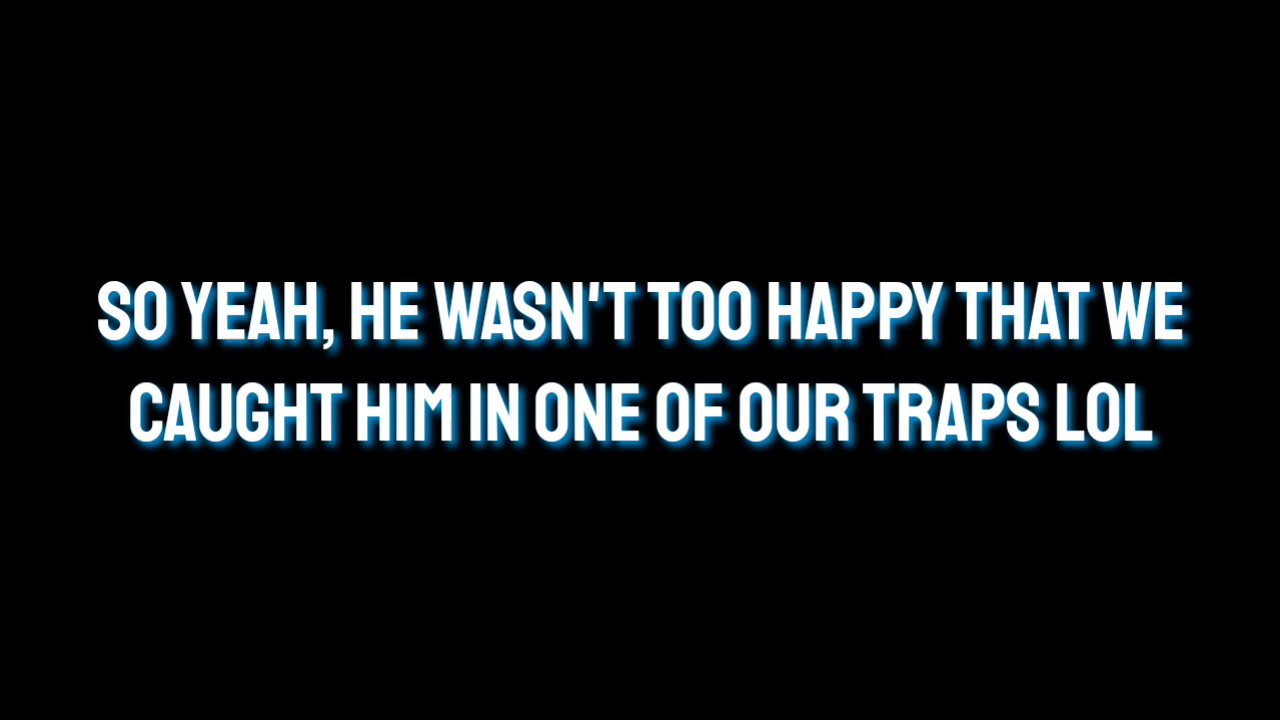 SO YEAH, HE WASN'T TOO HAPPY THAT WE
CAUGHT HIM IN ONE OF OUR TRAPS LOL